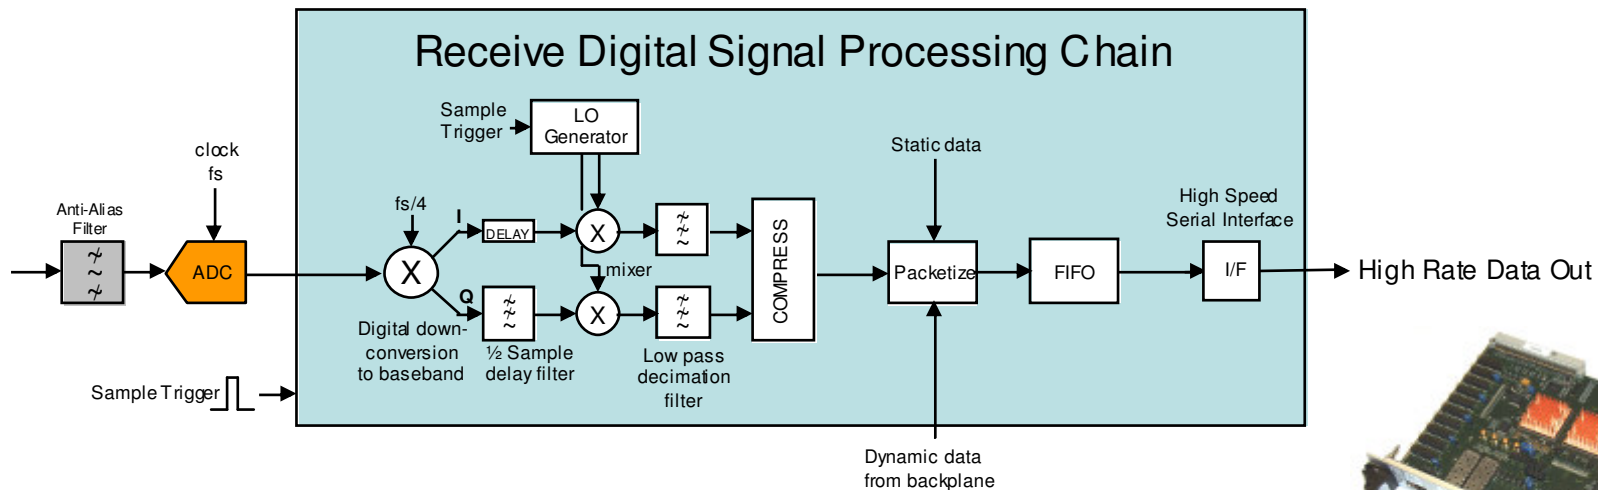 Receive Digital Signal Processing Chain
Sample
Trigger
LO
Generator
clock
fs
Anti-Alias
Filter
ADC
fs/4
I
DELAY
X
X
Q
mixer
X
Digital down-
conversion
to baseband
½ Sample
delay filter
Low pass
decimation
filter
COMPRESS
Static data
Packetize
FIFO
High Speed
Serial Interface
I/F
High Rate Data Out
Sample Trigger
Dynamic data
from backplane